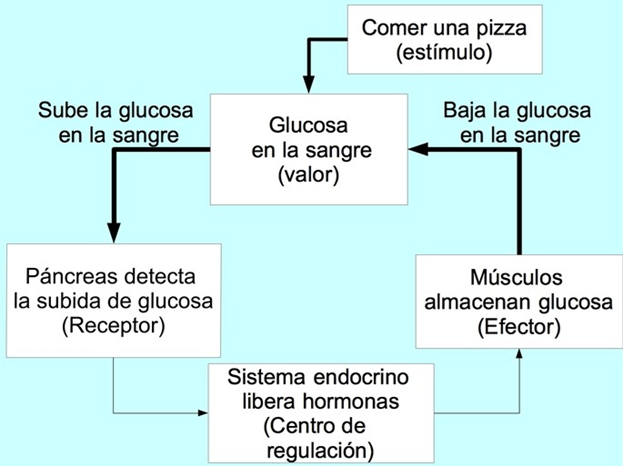 Comer una pizza
(estímulo)
Sube la glucosa
en la sangre
Glucosa
en la sangre
(valor)
Baja la glucosa
en la sangre
Páncreas detecta
la subida de glucosa
(Receptor)
Músculos
almacenan glucosa
(Efector)
Sistema endocrino
libera hormonas
(Centro de
regulación)